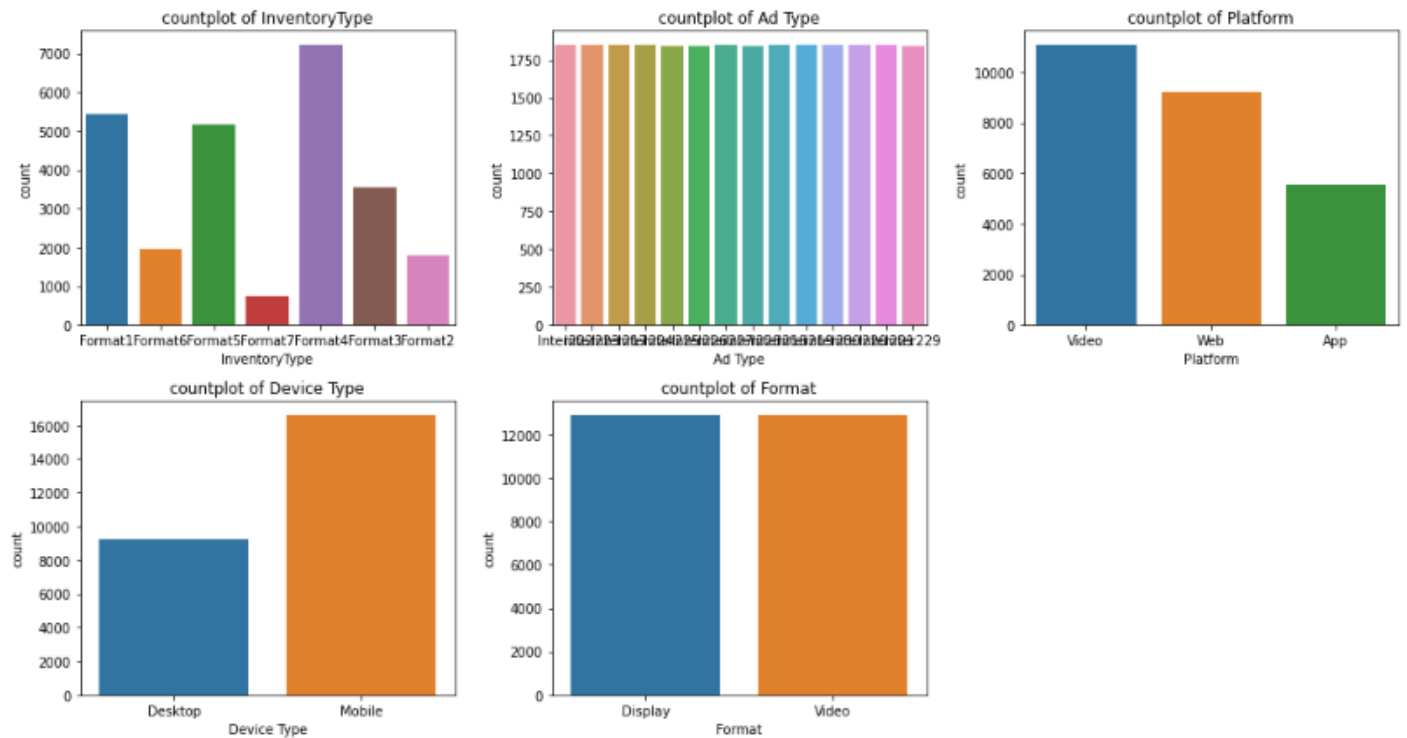 countplot of InventoryType
7000
6000
5000
4000
3000
2000
1000
0
count
Format1 Format6 Format5 Format7 Format4 Format3 Format2
InventoryType
countplot of Ad Type
1750
1500
1250
1000
750
500
250
0
count
Ad Type
countplot of Platform
10000
8000
6000
4000
2000
0
count
Video Web App
Platform
countplot of Device Type
16000
14000
12000
10000
8000
6000
4000
2000
0
count
Desktop Mobile
Device Type
countplot of Format
12000
10000
8000
6000
4000
2000
0
count
Display Video
Format